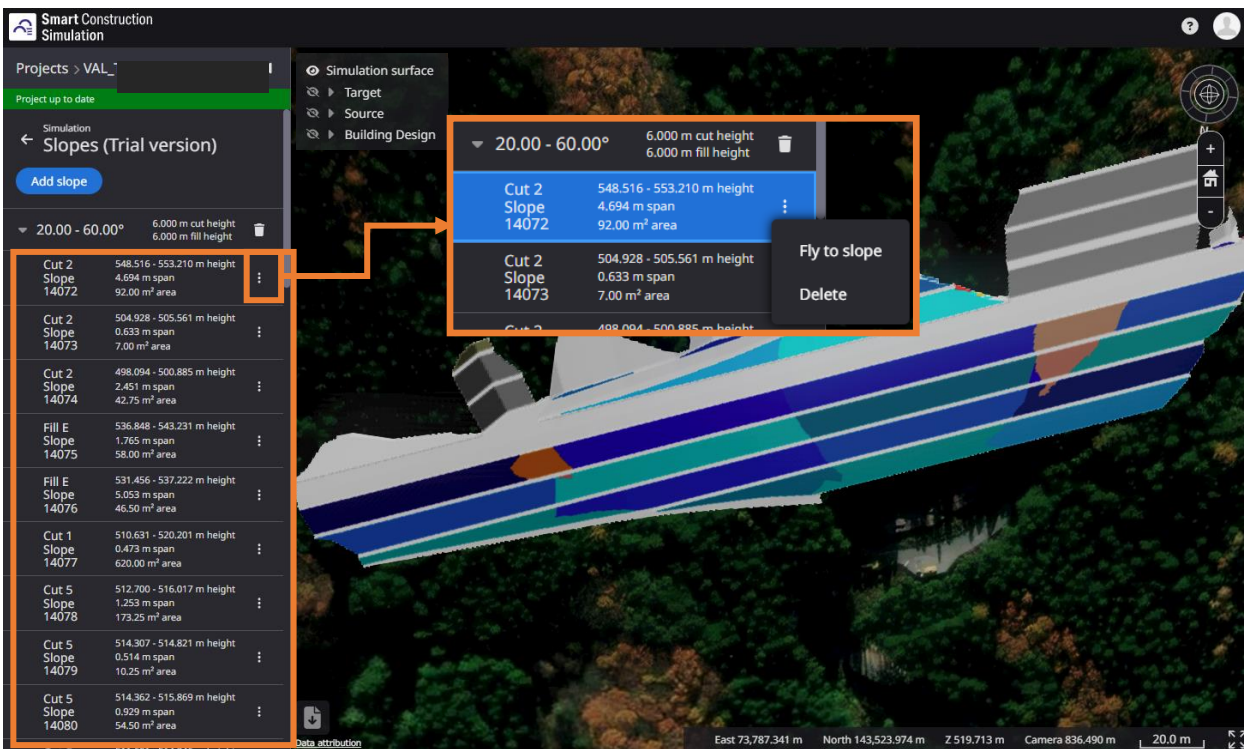 Smart Construction
Simulation
?
Projects > VAL_
Project up to date
Simulation
Slopes (Trial version)
Add slope
20.00 - 60.00°
6.000 m cut height
6.000 m fill height
Cut 2
Slope
14072
548.516 - 553.210 m height
4.694 m span
92.00 m² area
Cut 2
Slope
14073
504.928 - 505.561 m height
0.633 m span
7.00 m² area
Cut 2
Slope
14074
498.094 - 500.885 m height
2.451 m span
42.75 m² area
Fill E
Slope
14075
536.848 - 543.231 m height
1.765 m span
58.00 m² area
Fill E
Slope
14076
531.456 - 537.222 m height
5.053 m span
46.50 m² area
Cut 1
Slope
14077
510.631 - 520.201 m height
0.473 m span
620.00 m² area
Cut 5
Slope
14078
512.700 - 516.017 m height
1.253 m span
173.25 m² area
Cut 5
Slope
14079
514.307 - 514.821 m height
0.514 m span
10.25 m² area
Cut 5
Slope
14080
514.362 - 515.869 m height
0.929 m span
54.50 m² area
Simulation surface
Target
Source
Building Design
20.00 - 60.00°
6.000 m cut height
6.000 m fill height
Cut 2
Slope
14072
548.516 - 553.210 m height
4.694 m span
92.00 m² area
Cut 2
Slope
14073
504.928 - 505.561 m height
0.633 m span
7.00 m² area
Cut 2
498.094 - 500.885 m height
Fly to slope
Delete
N
+
-
Data attribution
East 73,787.341 m North 143,523.974 m Z 519.713 m Camera 836.490 m 20.0 m